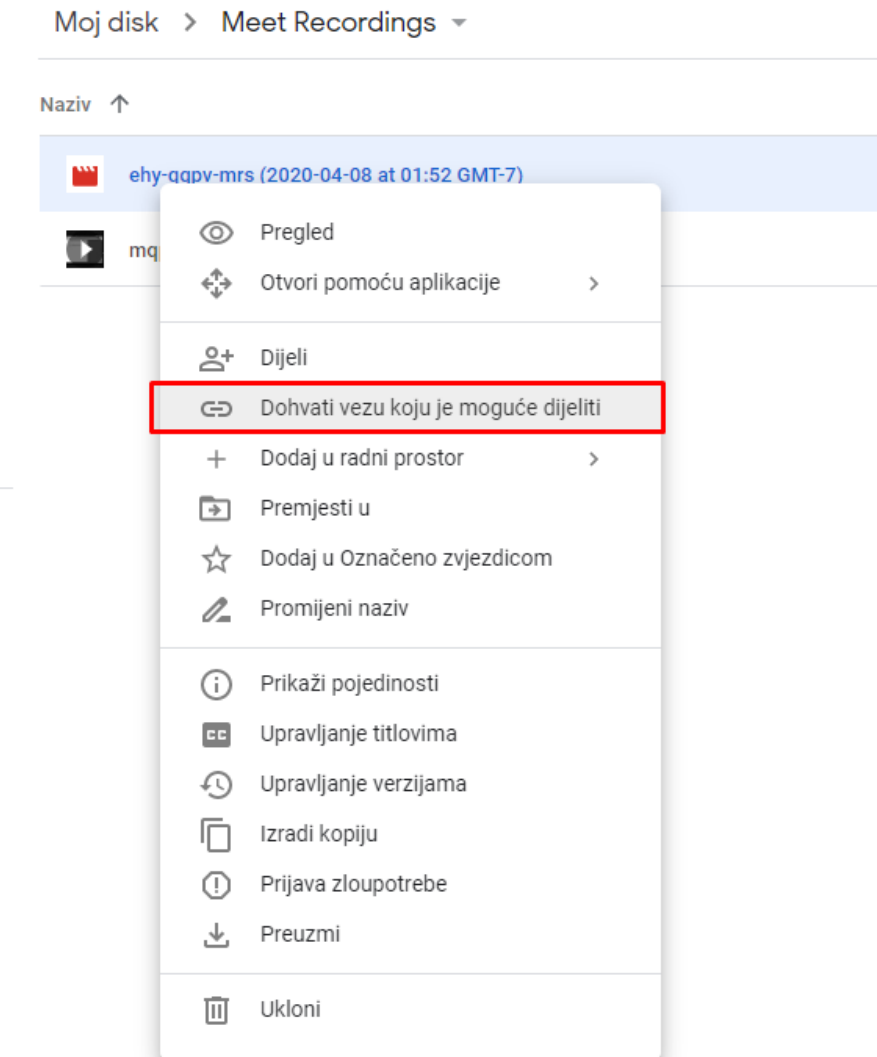 Moj disk > Meet Recordings
Naziv
ehy-qqpv-mrs (2020-04-08 at 01:52 GMT-7)
Pregled
Otvori pomoću aplikacije
Dijeli
Dohvati vezu koju je moguće dijeliti
Dodaj u radni prostor
Premjesti u
Dodaj u Označeno zvjezdicom
Promijeni naziv
Prikaži pojedinosti
CC Upravljanje titlovima
Upravljanje verzijama
Izradi kopiju
Prijava zloupotrebe
Preuzmi
Ukloni